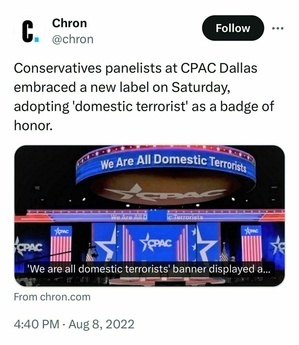 Chron
@chron
Follow
Conservatives panelists at CPAC Dallas
embraced a new label on Saturday,
adopting 'domestic terrorist' as a badge of
honor.
We Are All Domestic Terrorists
CPAC
We Are All D
ic Terrorists
CPAC
CPAC
CPAC
'We are all domestic terrorists' banner displayed a...
From chron.com
4:40 PM · Aug 8, 2022